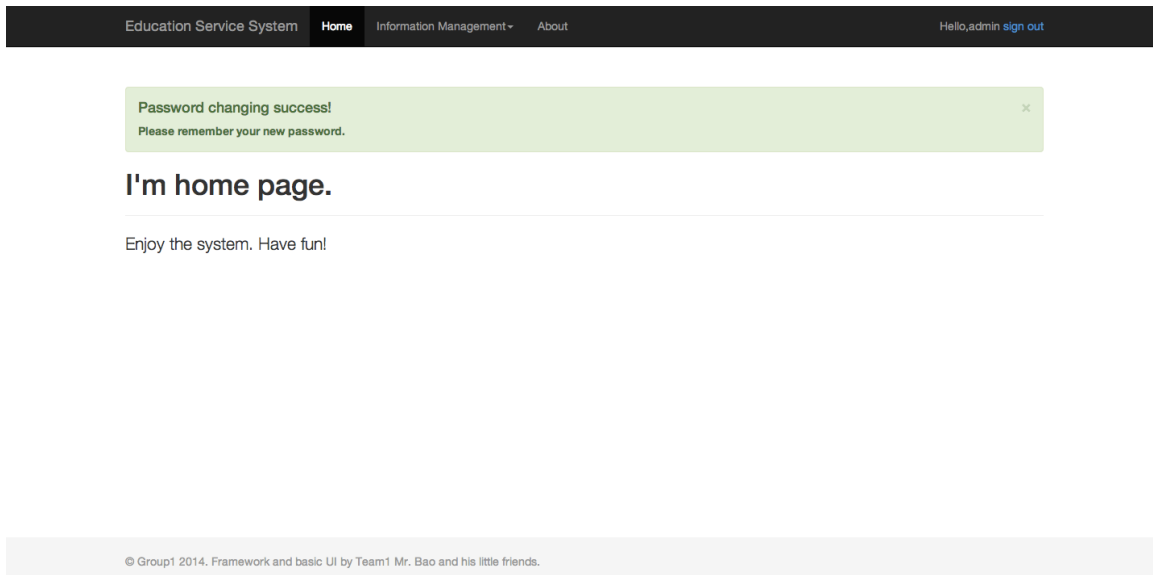 Education Service System Home Information Management About Hello,admin sign out
Password changing success! ×
Please remember your new password.
I'm home page.
Enjoy the system. Have fun!
© Group1 2014. Framework and basic UI by Team1 Mr. Bao and his little friends.